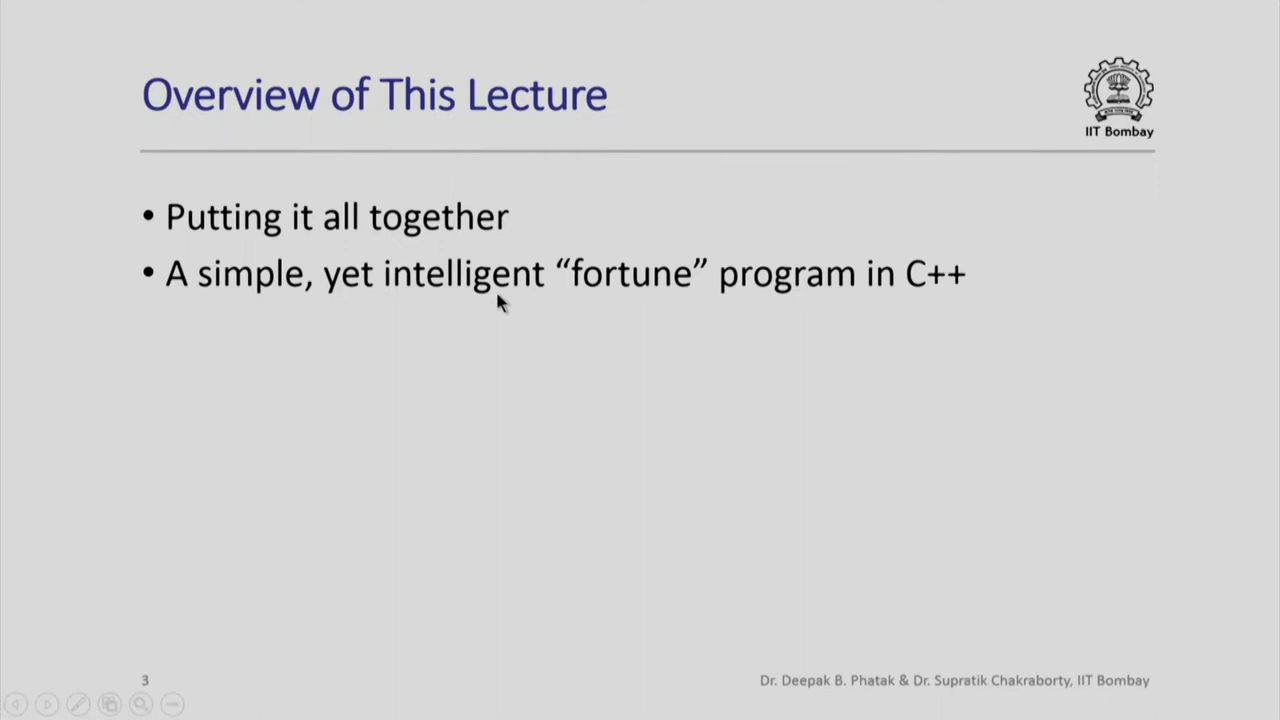 Overview of This Lecture
IIT Bombay
• Putting it all together
• A simple, yet intelligent “fortune” program in C++
3
Dr. Deepak B. Phatak & Dr. Supratik Chakraborty, IIT Bombay